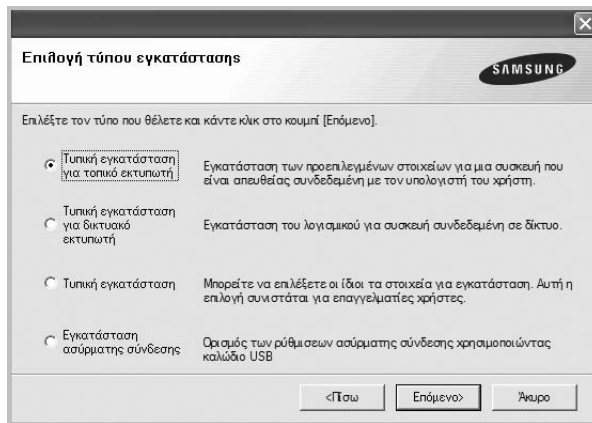 Επιλογή τύπου εγκατάστασης
SAMSUNG
Επιλέξτε τον τύπο που θέλετε και κάντε κλικ στο κουμπί [Επόμενο].
Τυπική εγκατάσταση
για τοπικό εκτυπωτή
Εγκατάσταση των προεπιλεγμένων στοιχείων για μια συσκευή που
είναι απευθείας συνδεδεμένη με τον υπολογιστή του χρήστη.
Τυπική εγκατάσταση
για δικτυακό
εκτυπωτή
Εγκατάσταση του λογισμικού για συσκευή συνδεδεμένη σε δίκτυο.
Τυπική εγκατάσταση
Μπορείτε να επιλέξετε οι ίδιοι τα στοιχεία για εγκατάσταση. Αυτή η
επιλογή συνιστάται για επαγγελματίες χρήστες.
Εγκατάσταση
ασύρματης σύνδεσης
Ορισμός των ρύθμισεων ασύρματης σύνδεσης χρησιμοποιώντας
καλώδιο USB
<Πίσω
Επόμενο>
Άκυρο